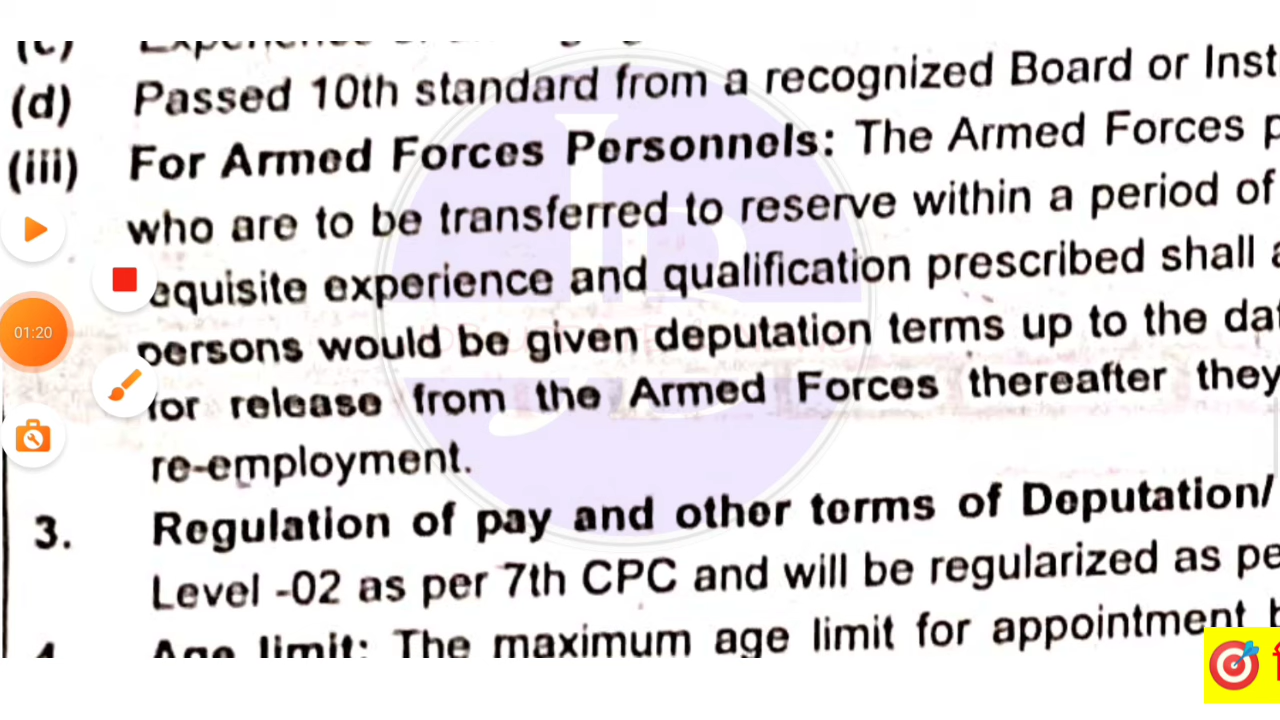 (c)
(d) Passed 10th standard from a recognized Board or Inst
(iii) For Armed Forces Personnels: The Armed Forces p
who are to be transferred to reserve within a period of
equisite experience and qualification prescribed shall a
persons would be given deputation terms up to the dat
for release from the Armed Forces thereafter they
re-employment.
3. Regulation of pay and other terms of Deputation/
Level -02 as per 7th CPC and will be regularized as pe
4. Age limit: The maximum age limit for appointment b
01:20